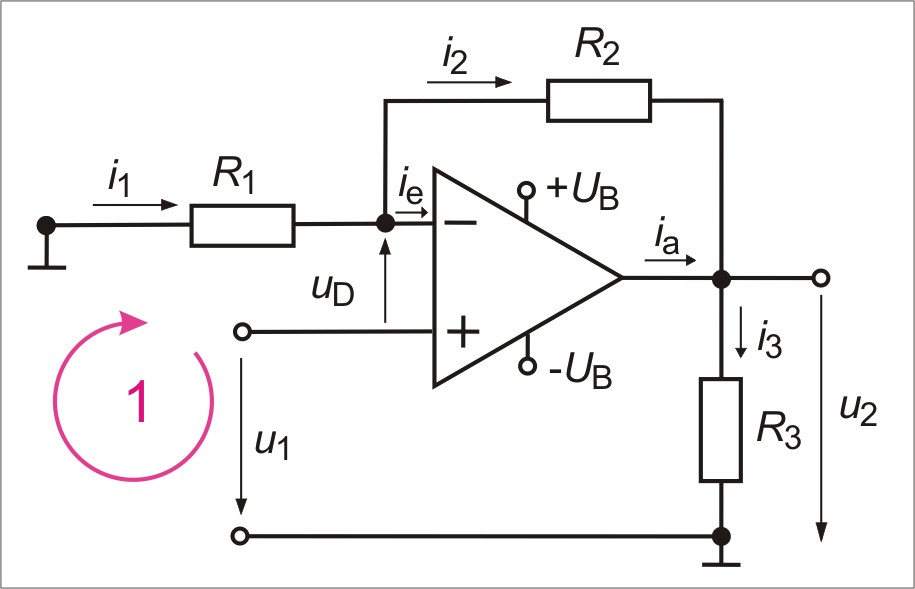 i2
R2
i1
R1
ie
−
+UB
ia
uD
+
i3
-UB
1
u1
R3
u2